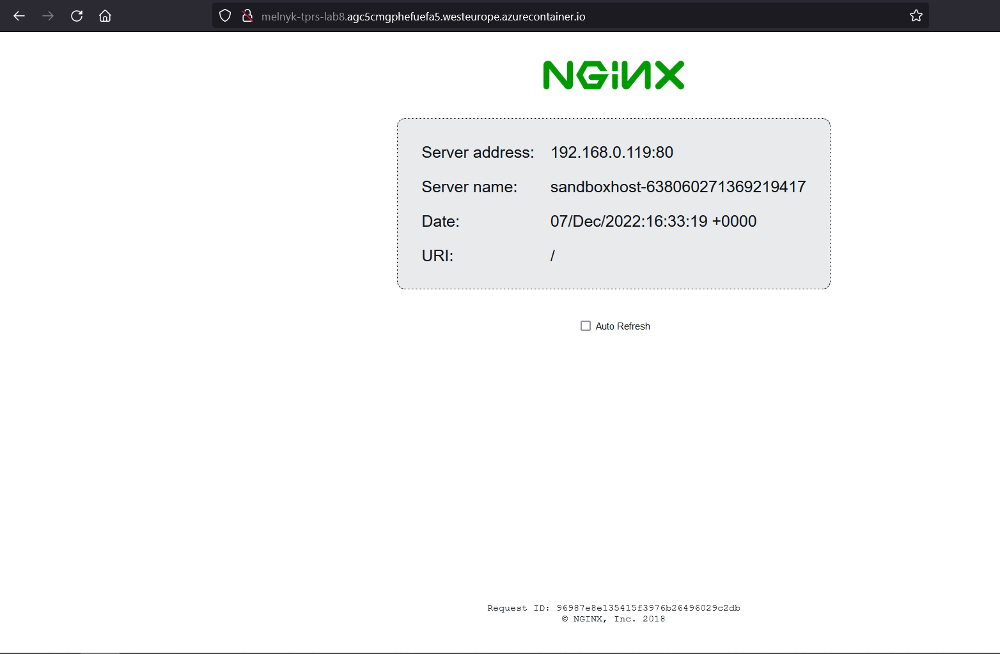 melnyk-tprs-lab8.agc5cmgphefuefa5.westeurope.azurecontainer.io
NGINX
Server address: 192.168.0.119:80
Server name: sandboxhost-638060271369219417
Date: 07/Dec/2022:16:33:19 +0000
URI: /
Auto Refresh
Request ID: 96987e8e135415f3976b26496029c2db
© NGINX, Inc. 2018